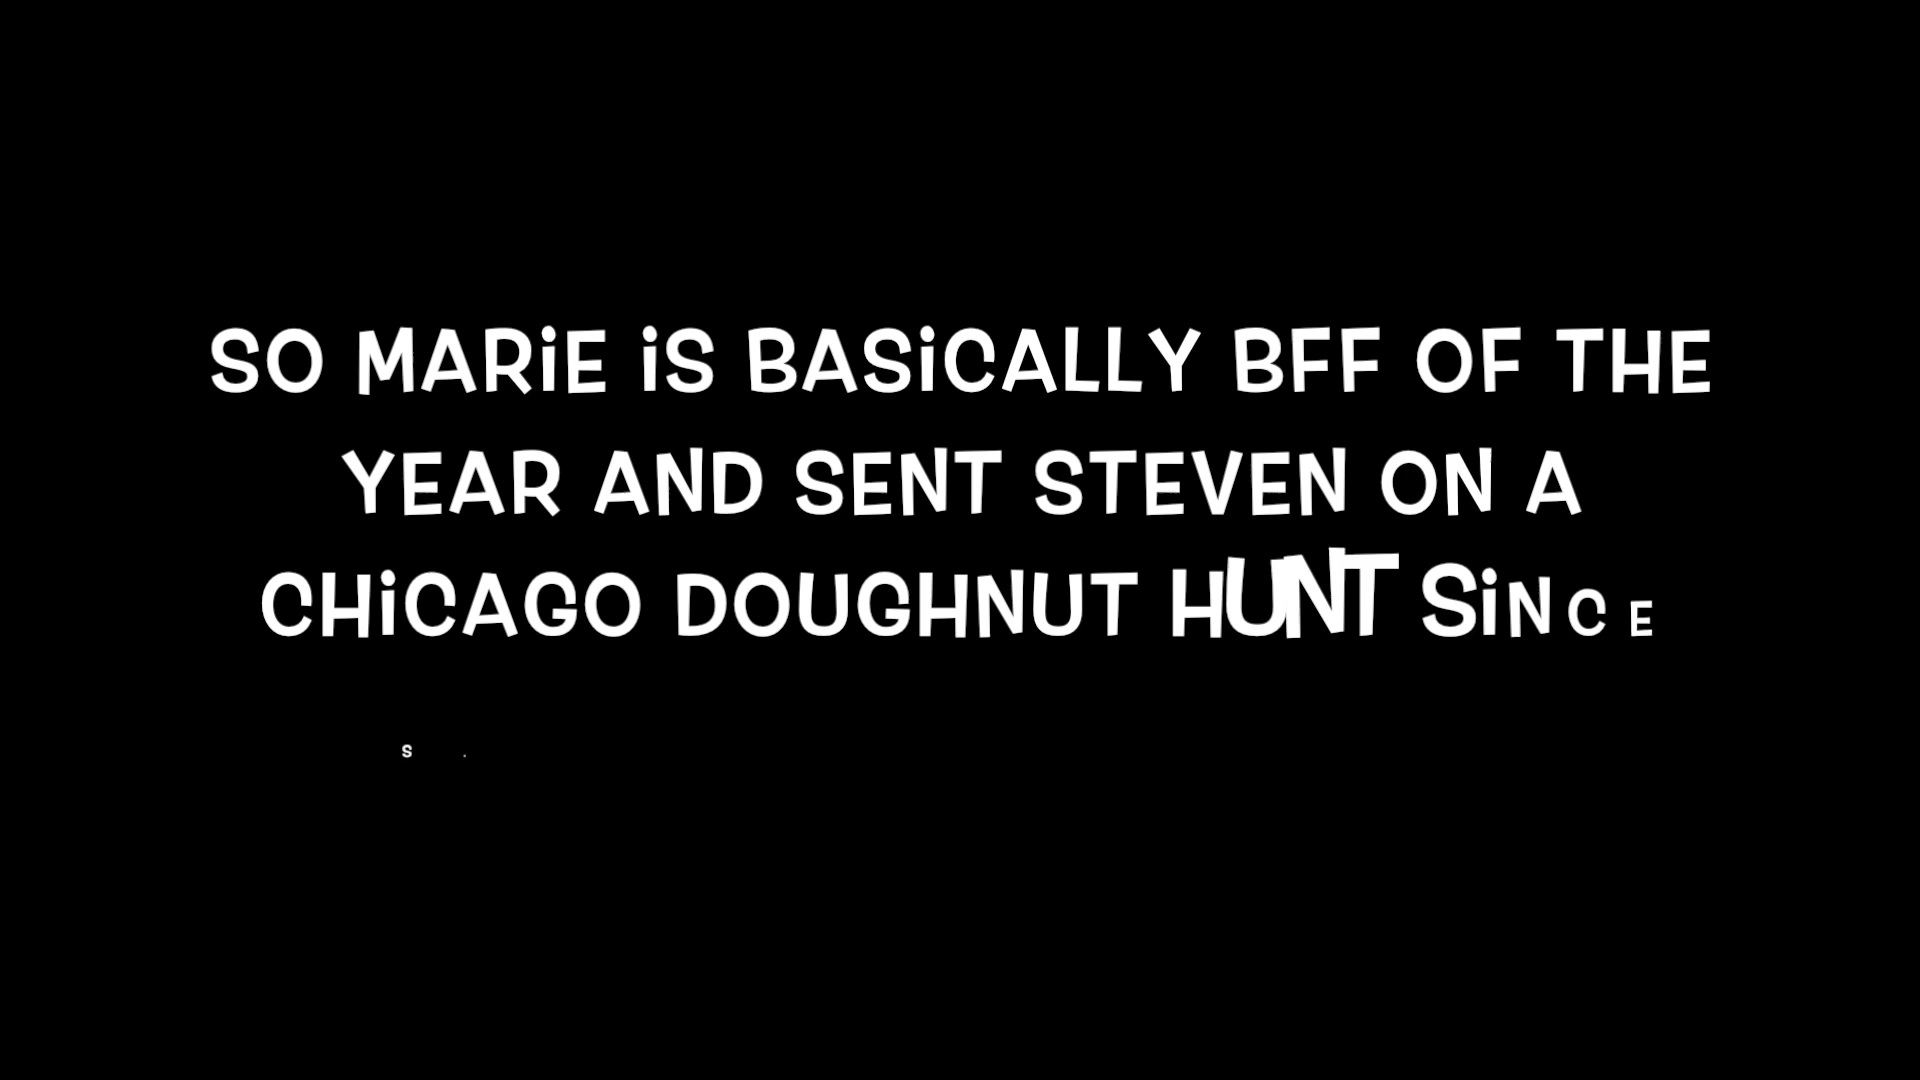 SO MARiE iS BASiCALLY BFF OF THE
YEAR AND SENT STEVEN ON A
CHiCAGO DOUGHNUT HUNT SiNCE
S